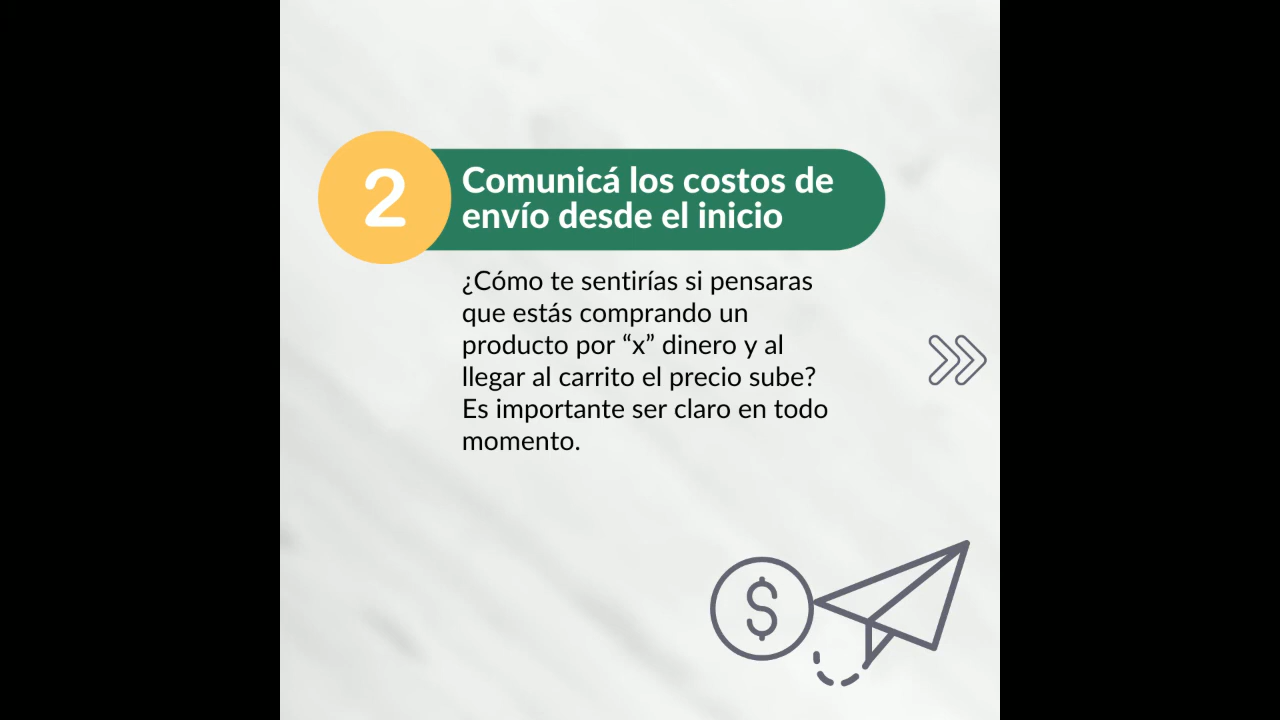 2
Comunicá los costos de
envío desde el inicio
¿Cómo te sentirías si pensaras
que estás comprando un
producto por “x” dinero y al
llegar al carrito el precio sube?
Es importante ser claro en todo
momento.
$